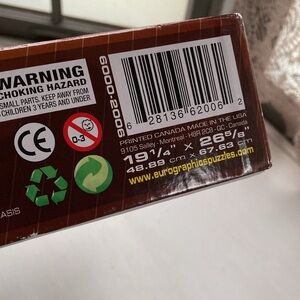 WARNING
CHOKING HAZARD
SMALL PARTS. KEEP AWAY FROM
CHILDREN 3 YEARS AND UNDER
CE
0-3
6 28136 62006 2
PRINTED CANADA MADE IN THE USA
9105 Salley • Montreal • H8R 2C8 • QC • Canada
19 1/4" X 26 5/8"
48.89 cm x 67.63 cm
www.eurographicspuzzles.com